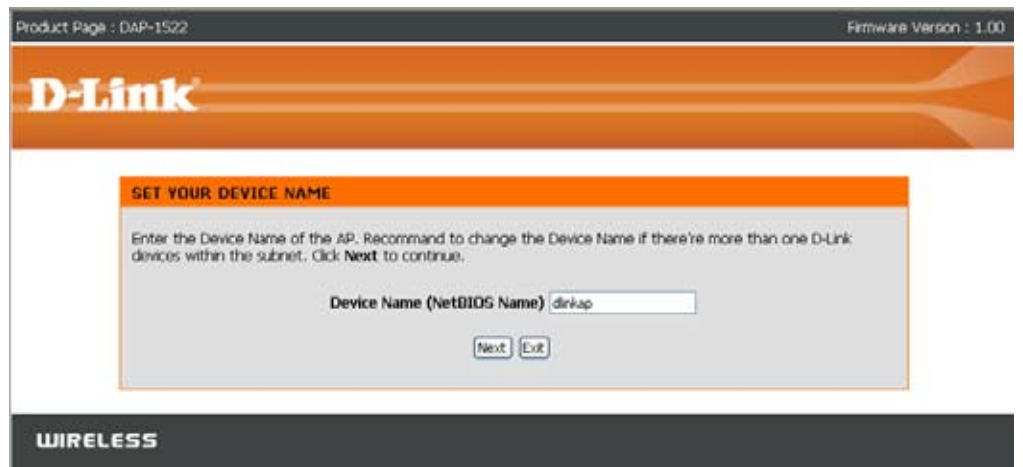 Product Page : DAP-1522
Firmware Version : 1.00
D-Link
SET YOUR DEVICE NAME
Enter the Device Name of the AP. Recommand to change the Device Name if there're more than one D-Link
devices within the subnet. Click Next to continue.
Device Name (NetBIOS Name) dlinkap
Next Exit
WIRELESS